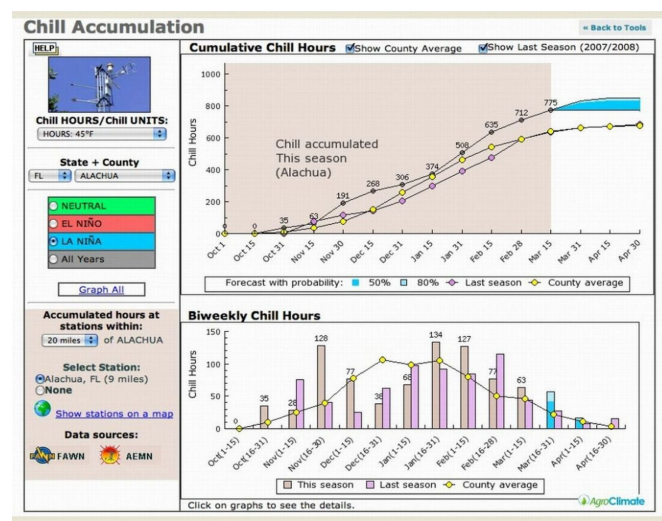 Chill Accumulation
« Back to Tools
HELP
Chill HOURS/Chill UNITS:
HOURS: 45°F
State + County
FL
ALACHUA
NEUTRAL
EL NIÑO
LA NIÑA
All Years
Graph All
Accumulated hours at
stations within:
20 miles of ALACHUA
Select Station:
Alachua, FL (9 miles)
None
Show stations on a map
Data sources:
FAWN
AEMN
Cumulative Chill Hours Show County Average Show Last Season (2007/2008)
Chill Hours
1000
800
600
400
200
0
Chill accumulated
This season
(Alachua)
0
0
35
63
191
268
306
374
508
635
712
775
Oct 1
Oct 15
Oct 31
Nov 15
Nov 30
Dec 15
Dec 31
Jan 15
Jan 31
Feb 15
Feb 28
Mar 15
Mar 31
Apr 15
Apr 30
Forecast with probability: 50% 80% Last season County average
Biweekly Chill Hours
Chill Hours
150
100
50
0
0
35
28
128
77
38
68
134
127
77
63
Oct(1-15)
Oct(16-31)
Nov(1-15)
Nov(16-30)
Dec(1-15)
Dec(16-31)
Jan(1-15)
Jan(16-31)
Feb(1-15)
Feb(16-28)
Mar(1-15)
Mar(16-31)
Apr(1-15)
Apr(16-30)
This season Last season County average
Click on graphs to see the details.
AgroClimate